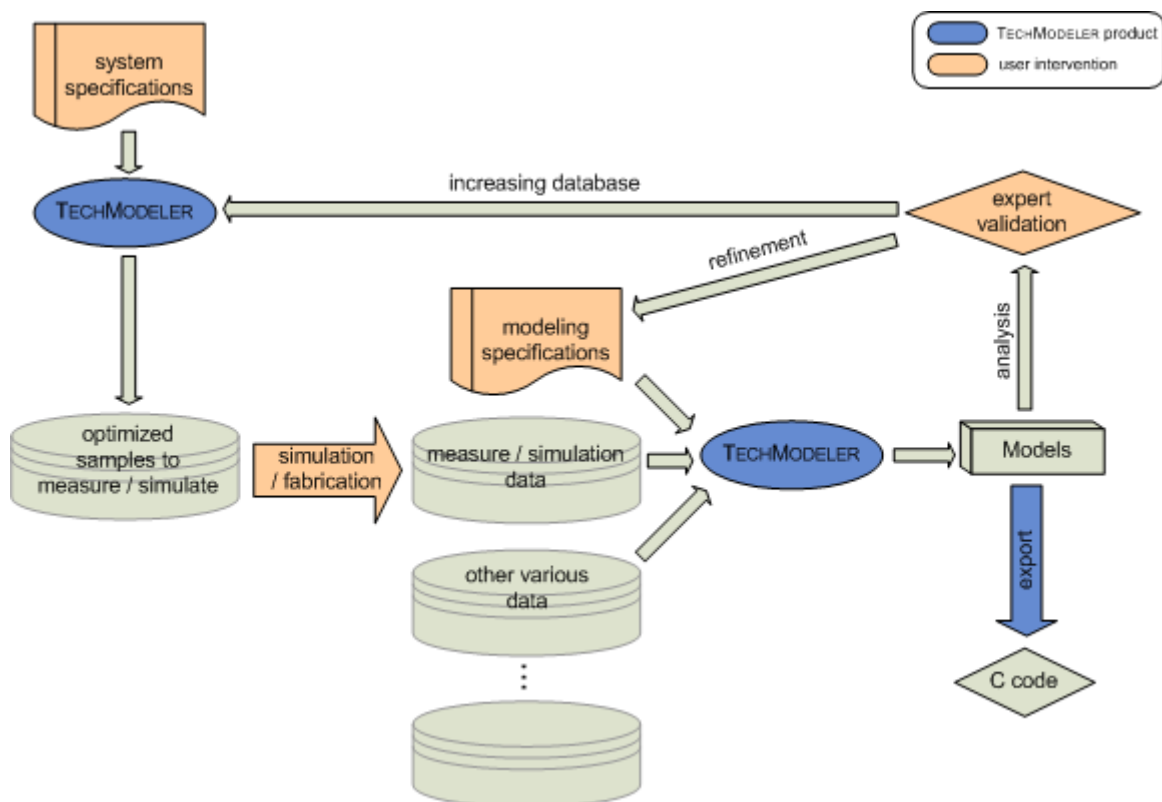 system
specifications
TECHMODELER product
user intervention
increasing database
expert
validation
TECHMODELER
refinement
modeling
specifications
analysis
optimized
samples to
measure / simulate
simulation
/ fabrication
measure / simulation
data
TECHMODELER
Models
export
other various
data
C code